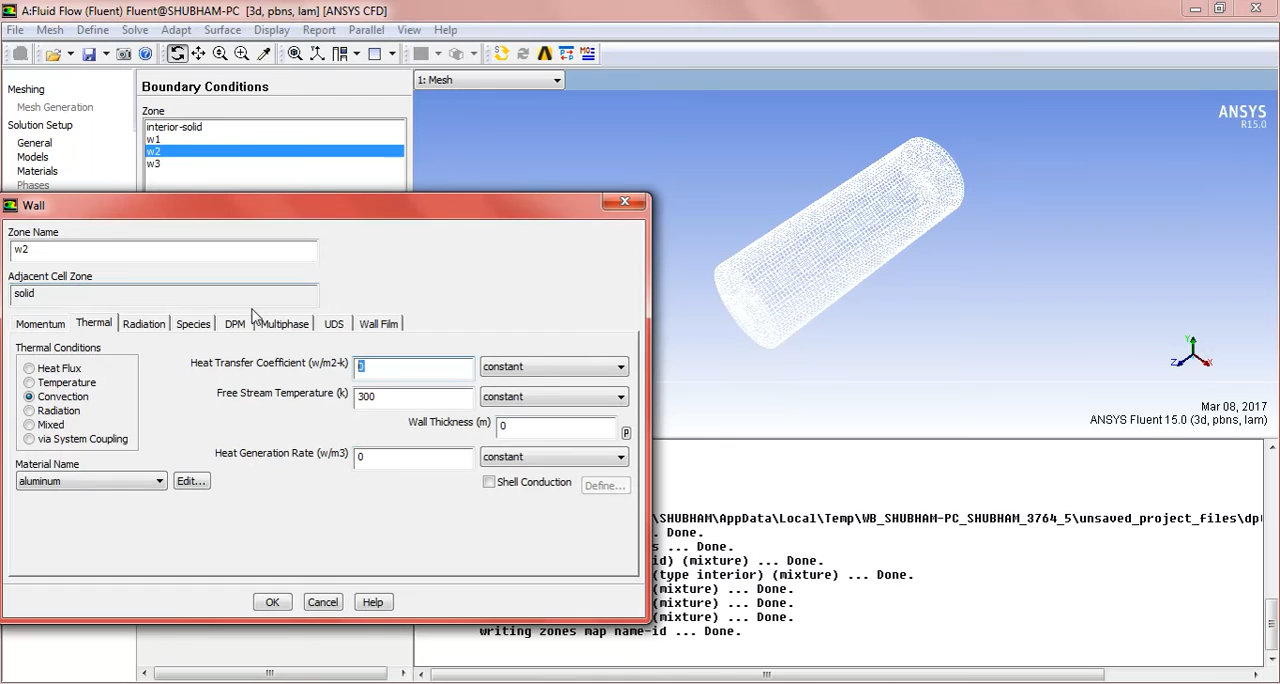 A:Fluid Flow (Fluent) Fluent@SHUBHAM-PC [3d, pbns, lam] [ANSYS CFD]
File Mesh Define Solve Adapt Surface Display Report Parallel View Help
Meshing
Mesh Generation
Solution Setup
General
Models
Materials
Phases
Boundary Conditions
Zone
interior-solid
w1
w2
w3
1: Mesh
ANSYS
R15.0
Y
X
Z
Mar 08, 2017
ANSYS Fluent 15.0 (3d, pbns, lam)
Wall
Zone Name
w2
Adjacent Cell Zone
solid
Momentum Thermal Radiation Species DPM Multiphase UDS Wall Film
Thermal Conditions
Heat Flux
Temperature
Convection
Radiation
Mixed
via System Coupling
Heat Transfer Coefficient (w/m2-k) constant
Free Stream Temperature (k) 300 constant
Wall Thickness (m) 0 P
Heat Generation Rate (w/m3) 0 constant
Material Name
aluminum Edit...
Shell Conduction Define...
OK Cancel Help
\SHUBHAM\AppData\Local\Temp\WB_SHUBHAM-PC_SHUBHAM_3764_5\unsaved_project_files\dp
. Done.
s ... Done.
id) (mixture) ... Done.
(type interior) (mixture) ... Done.
(mixture) ... Done.
(mixture) ... Done.
(mixture) ... Done.
writing zones map name-id ... Done.